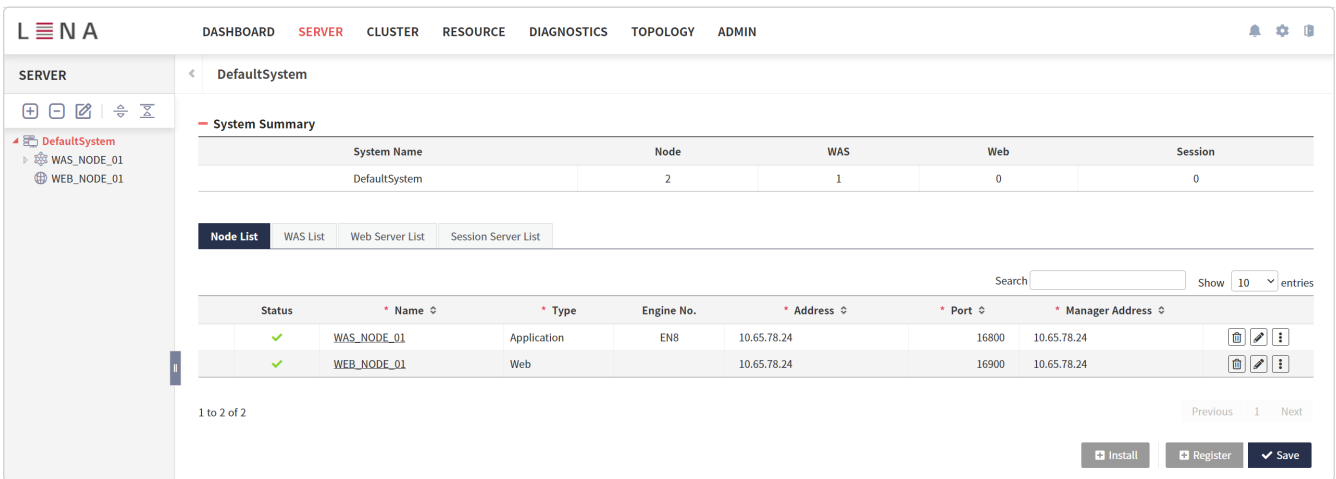 LENA DASHBOARD SERVER CLUSTER RESOURCE DIAGNOSTICS TOPOLOGY ADMIN
SERVER DefaultSystem
DefaultSystem
WAS_NODE_01
WEB_NODE_01
System Summary
System Name Node WAS Web Session
DefaultSystem 2 1 0 0
Node List WAS List Web Server List Session Server List
Search Show 10 entries
Status * Name * Type Engine No. * Address * Port * Manager Address
WAS_NODE_01 Application EN8 10.65.78.24 16800 10.65.78.24
WEB_NODE_01 Web 10.65.78.24 16900 10.65.78.24
1 to 2 of 2 Previous 1 Next
Install Register Save